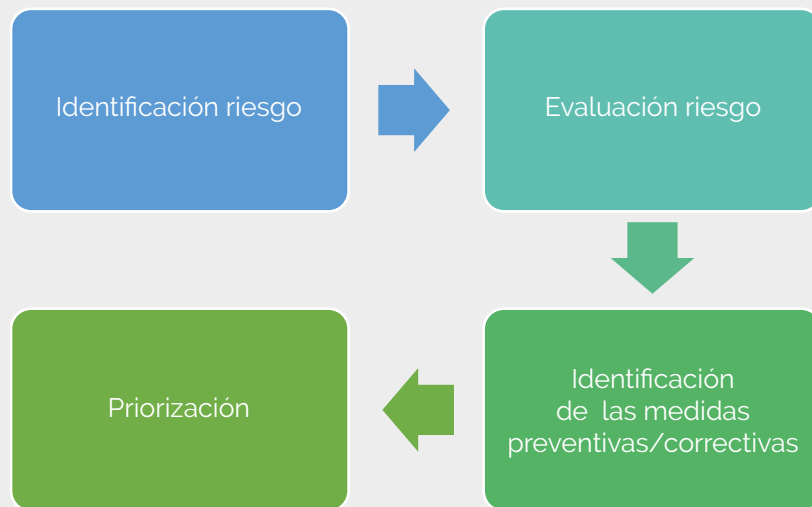 Identificación riesgo
Evaluación riesgo
Identificación
de las medidas
preventivas/correctivas
Priorización